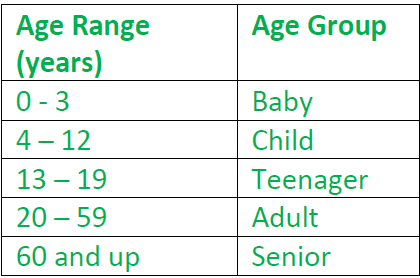 Age Range (years) Age Group
0 - 3 Baby
4 – 12 Child
13 – 19 Teenager
20 – 59 Adult
60 and up Senior